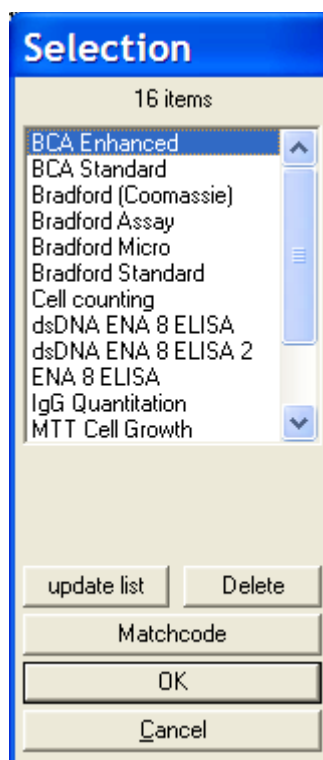 Selection
16 items
BCA Enhanced
BCA Standard
Bradford (Coomassie)
Bradford Assay
Bradford Micro
Bradford Standard
Cell counting
dsDNA ENA 8 ELISA
dsDNA ENA 8 ELISA 2
ENA 8 ELISA
IgG Quantitation
MTT Cell Growth
update list Delete
Matchcode
OK
Cancel